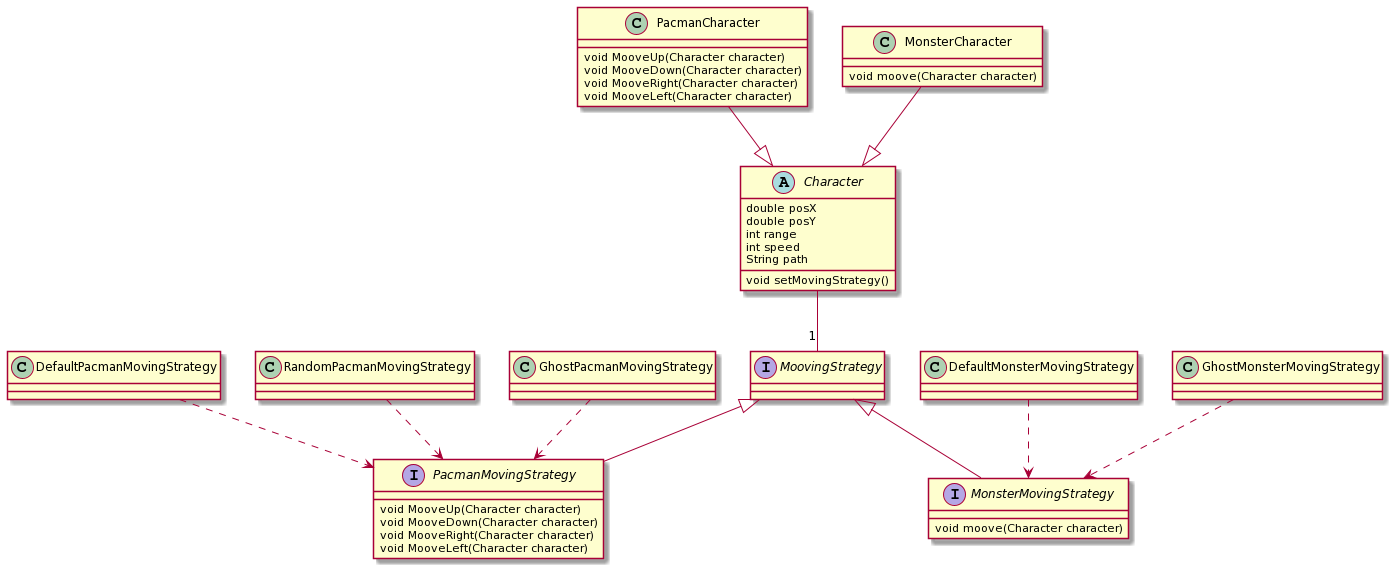 C PacmanCharacter
void MooveUp(Character character)
void MooveDown(Character character)
void MooveRight(Character character)
void MooveLeft(Character character)
C MonsterCharacter
void moove(Character character)
A Character
double posX
double posY
int range
int speed
String path
void setMovingStrategy()
1
C DefaultPacmanMovingStrategy
C RandomPacmanMovingStrategy
C GhostPacmanMovingStrategy
I MoovingStrategy
C DefaultMonsterMovingStrategy
C GhostMonsterMovingStrategy
I PacmanMovingStrategy
void MooveUp(Character character)
void MooveDown(Character character)
void MooveRight(Character character)
void MooveLeft(Character character)
I MonsterMovingStrategy
void moove(Character character)